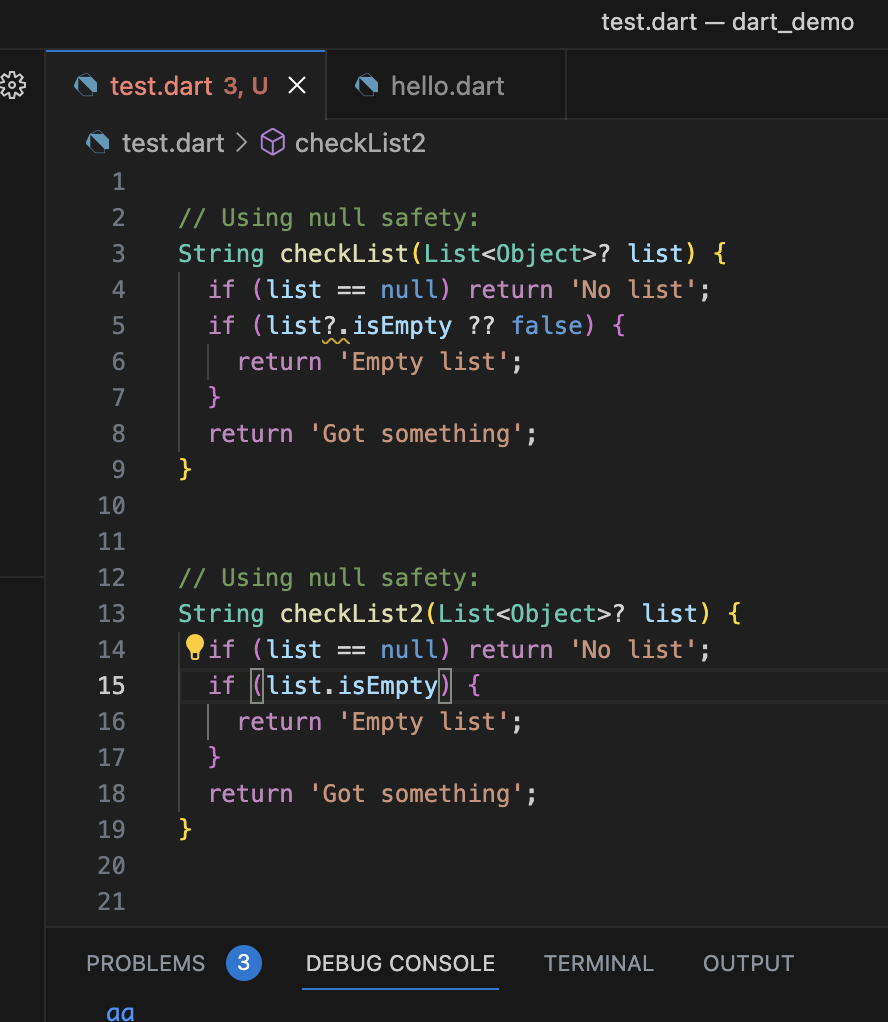 test.dart — dart_demo
test.dart 3, U
hello.dart
test.dart > checkList2
1
2 // Using null safety:
3 String checkList(List<Object>? list) {
4 if (list == null) return 'No list';
5 if (list?.isEmpty ?? false) {
6 return 'Empty list';
7 }
8 return 'Got something';
9 }
10
11
12 // Using null safety:
13 String checkList2(List<Object>? list) {
14 if (list == null) return 'No list';
15 if (list.isEmpty) {
16 return 'Empty list';
17 }
18 return 'Got something';
19 }
20
21
PROBLEMS 3 DEBUG CONSOLE TERMINAL OUTPUT
aa